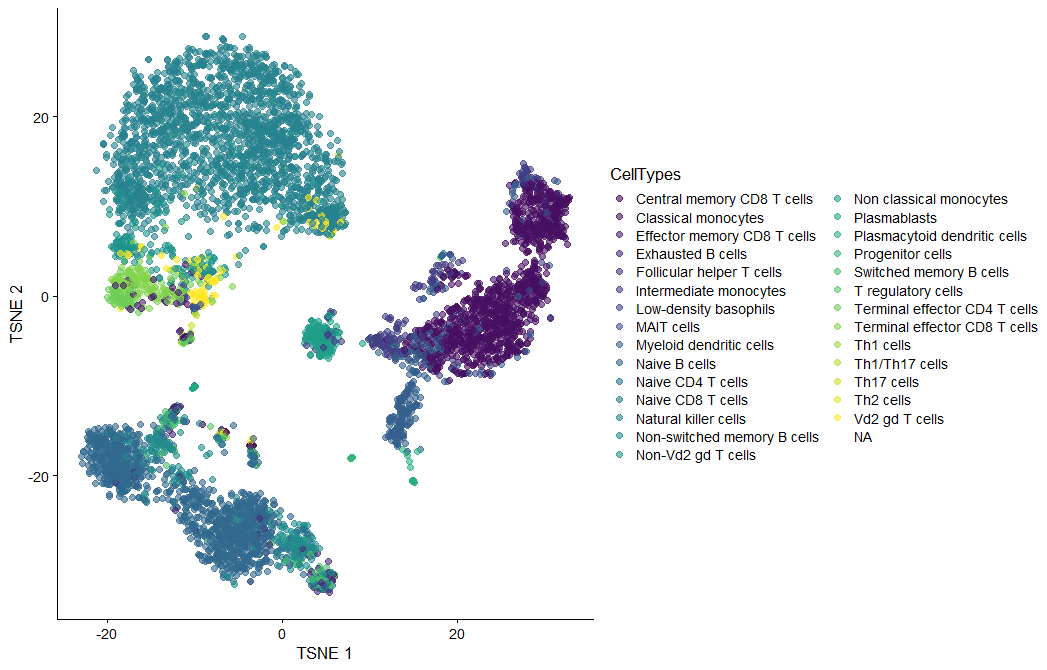 20
0
-20
TSNE 2
-20
0
20
TSNE 1
CellTypes
Central memory CD8 T cells
Classical monocytes
Effector memory CD8 T cells
Exhausted B cells
Follicular helper T cells
Intermediate monocytes
Low-density basophils
MAIT cells
Myeloid dendritic cells
Naive B cells
Naive CD4 T cells
Naive CD8 T cells
Natural killer cells
Non-switched memory B cells
Non-Vd2 gd T cells
Non classical monocytes
Plasmablasts
Plasmacytoid dendritic cells
Progenitor cells
Switched memory B cells
T regulatory cells
Terminal effector CD4 T cells
Terminal effector CD8 T cells
Th1 cells
Th1/Th17 cells
Th17 cells
Th2 cells
Vd2 gd T cells
NA